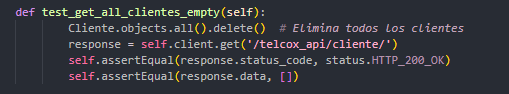 def test_get_all_clientes_empty(self):
Cliente.objects.all().delete()  # Elimina todos los clientes
response = self.client.get('/telcox_api/cliente/')
self.assertEqual(response.status_code, status.HTTP_200_OK)
self.assertEqual(response.data, [])